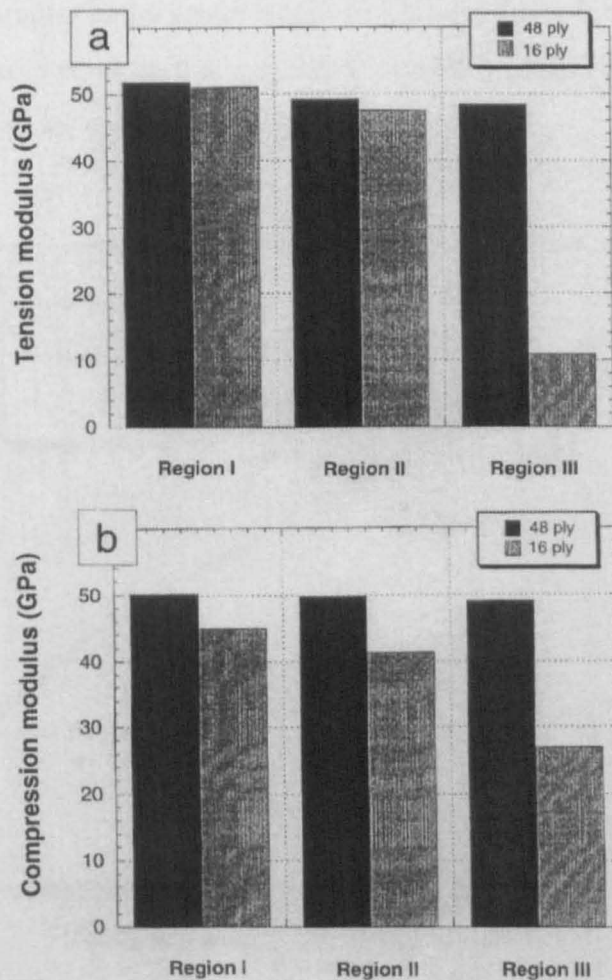 a
48 ply
16 ply
Tension modulus (GPa)
50
40
30
20
10
0
Region I Region II Region III
b
48 ply
16 ply
Compression modulus (GPa)
50
40
30
20
10
0
Region I Region II Region III